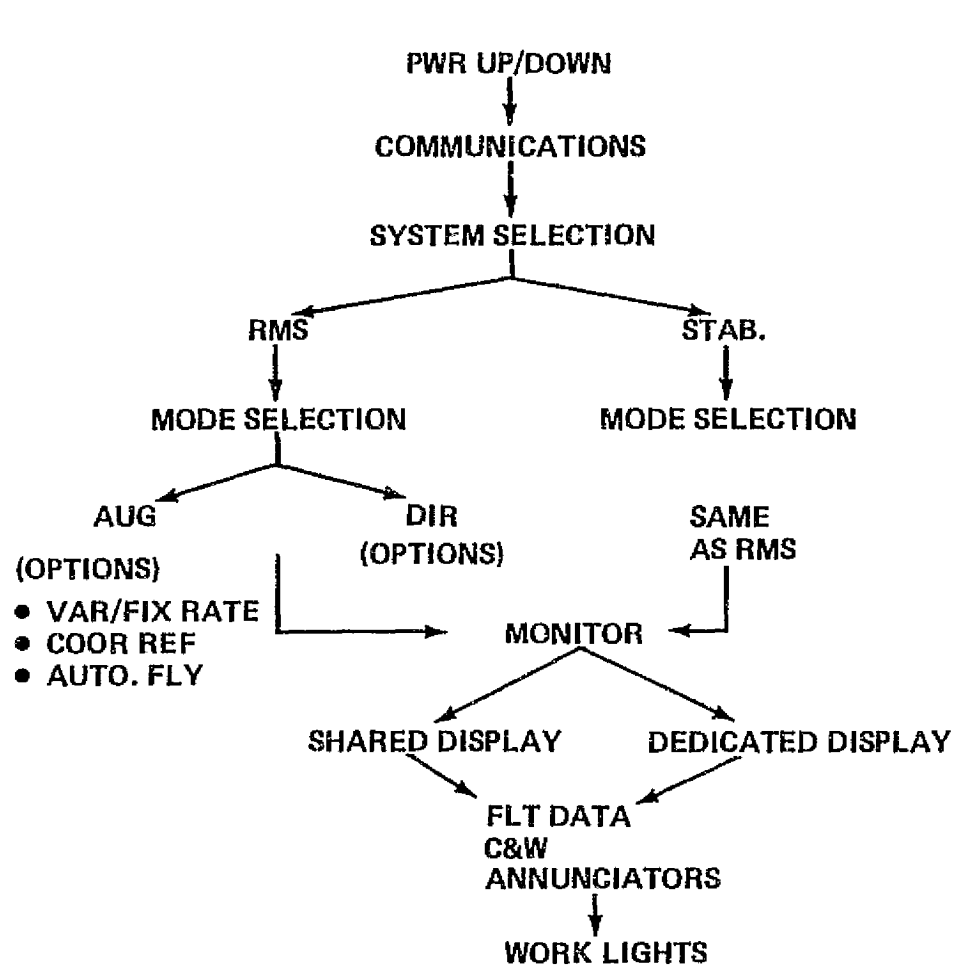 PWR UP/DOWN
COMMUNICATIONS
SYSTEM SELECTION
RMS
STAB.
MODE SELECTION
MODE SELECTION
AUG
DIR
SAME
AS RMS
(OPTIONS)
(OPTIONS)
• VAR/FIX RATE
• COOR REF
• AUTO. FLY
MONITOR
SHARED DISPLAY
DEDICATED DISPLAY
FLT DATA
C&W
ANNUNCIATORS
WORK LIGHTS